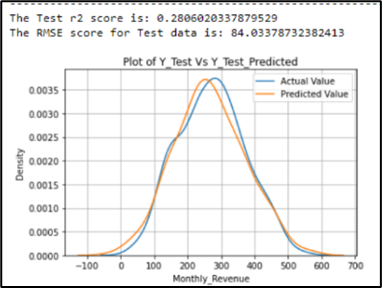 The Test r2 score is: 0.2806020337879529
The RMSE score for Test data is: 84.03378732382413
Plot of Y_Test Vs Y_Test_Predicted
Actual Value
Predicted Value
0.0035
0.0030
0.0025
0.0020
0.0015
0.0010
0.0005
0.0000
Density
-100 0 100 200 300 400 500 600 700
Monthly_Revenue